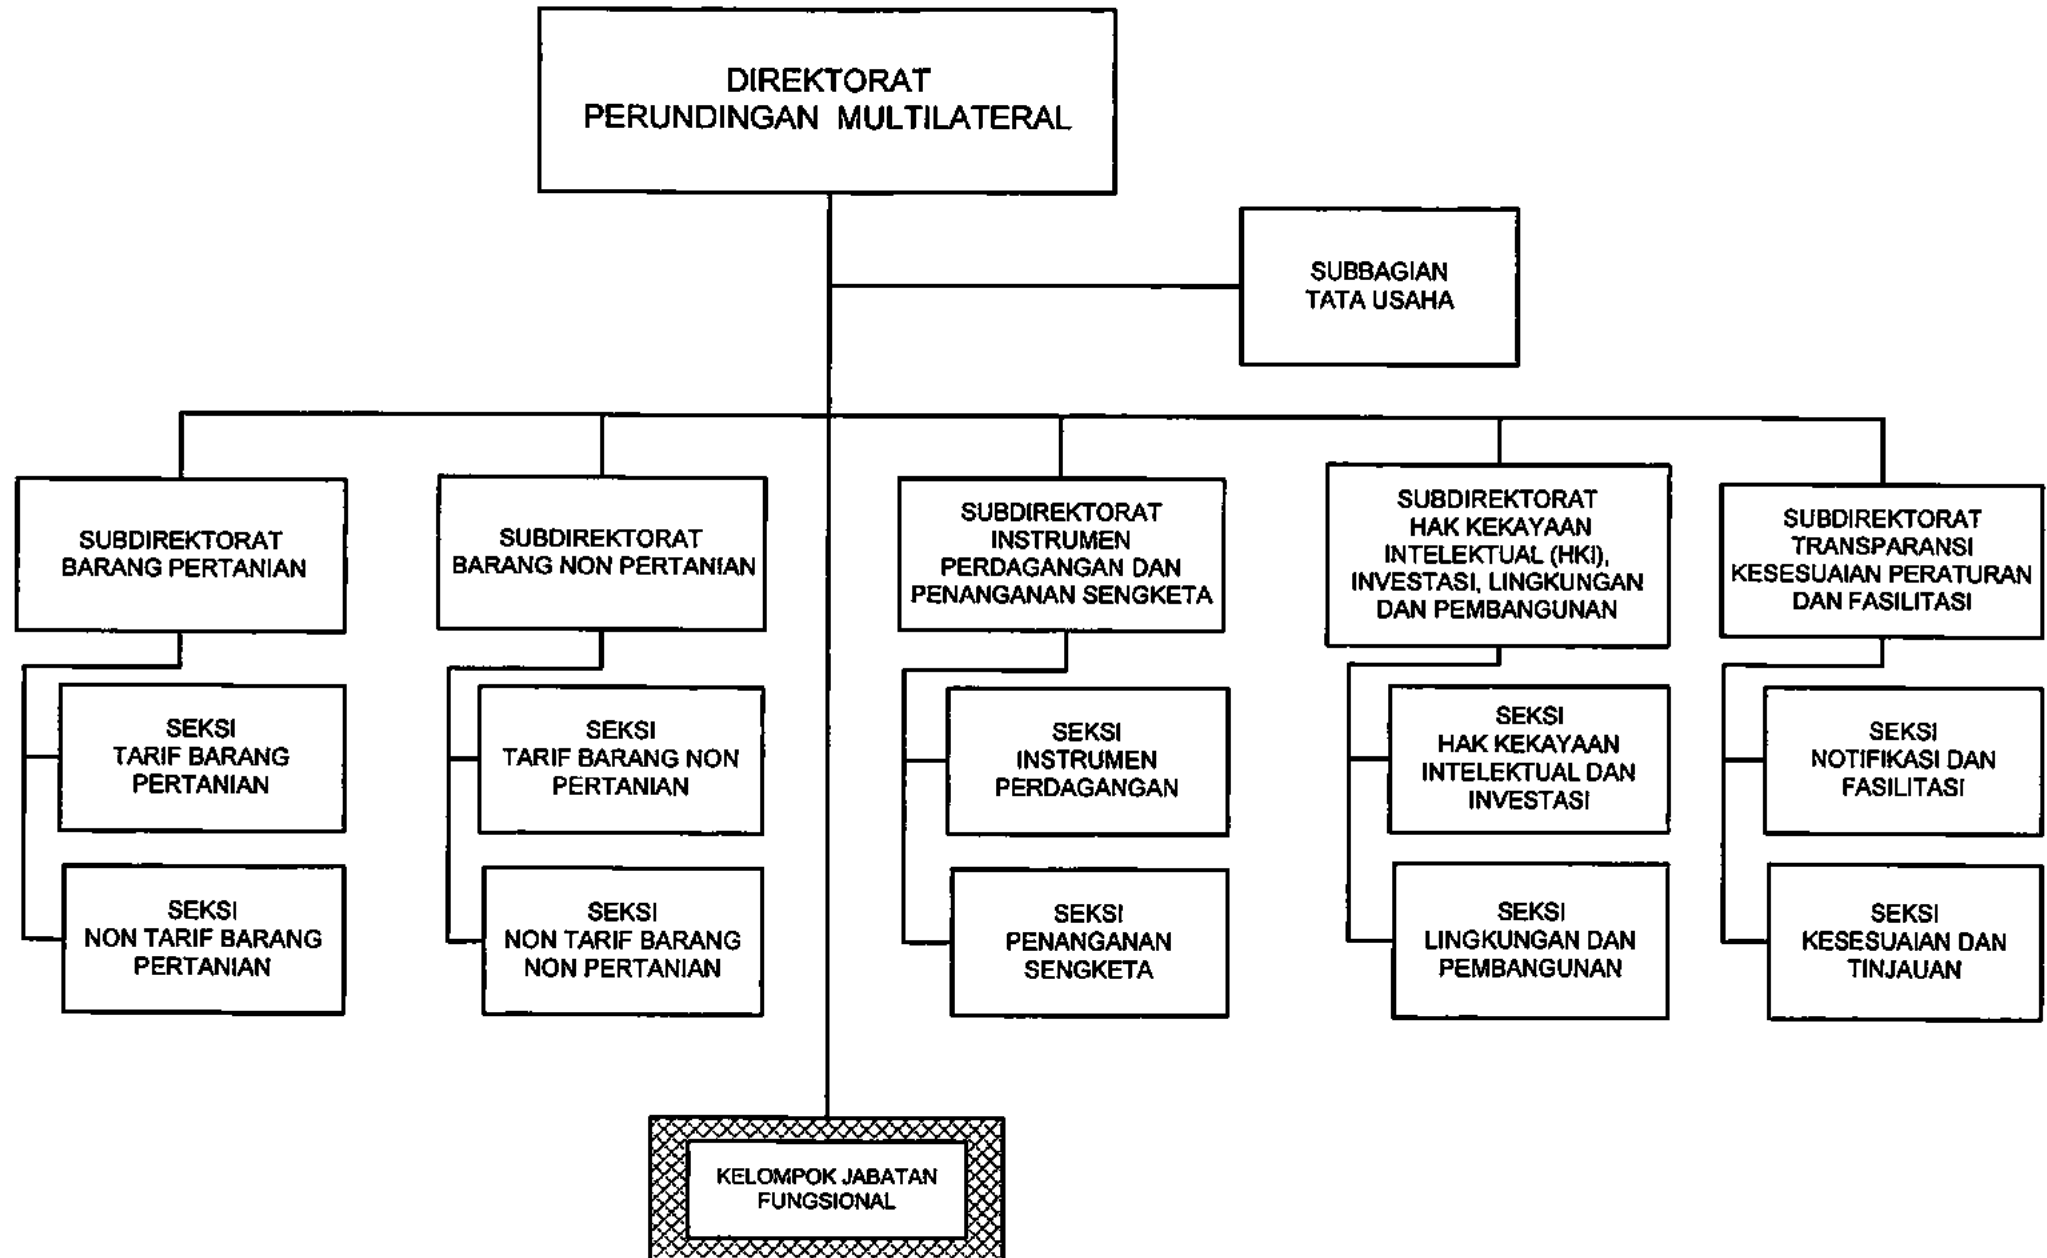 DIREKTORAT
PERUNDINGAN MULTILATERAL
SUBBAGIAN
TATA USAHA
SUBDIREKTORAT
BARANG PERTANIAN
SUBDIREKTORAT
BARANG NON PERTANIAN
SUBDIREKTORAT
INSTRUMEN
PERDAGANGAN DAN
PENANGANAN SENGKETA
SUBDIREKTORAT
HAK KEKAYAAN
INTELEKTUAL (HKI),
INVESTASI, LINGKUNGAN
DAN PEMBANGUNAN
SUBDIREKTORAT
TRANSPARANSI
KESESUAIAN PERATURAN
DAN FASILITASI
SEKSI
TARIF BARANG
PERTANIAN
SEKSI
TARIF BARANG NON
PERTANIAN
SEKSI
INSTRUMEN
PERDAGANGAN
SEKSI
HAK KEKAYAAN
INTELEKTUAL DAN
INVESTASI
SEKSI
NOTIFIKASI DAN
FASILITASI
SEKSI
NON TARIF BARANG
PERTANIAN
SEKSI
NON TARIF BARANG
NON PERTANIAN
SEKSI
PENANGANAN
SENGKETA
SEKSI
LINGKUNGAN DAN
PEMBANGUNAN
SEKSI
KESESUAIAN DAN
TINJAUAN
KELOMPOK JABATAN
FUNGSIONAL